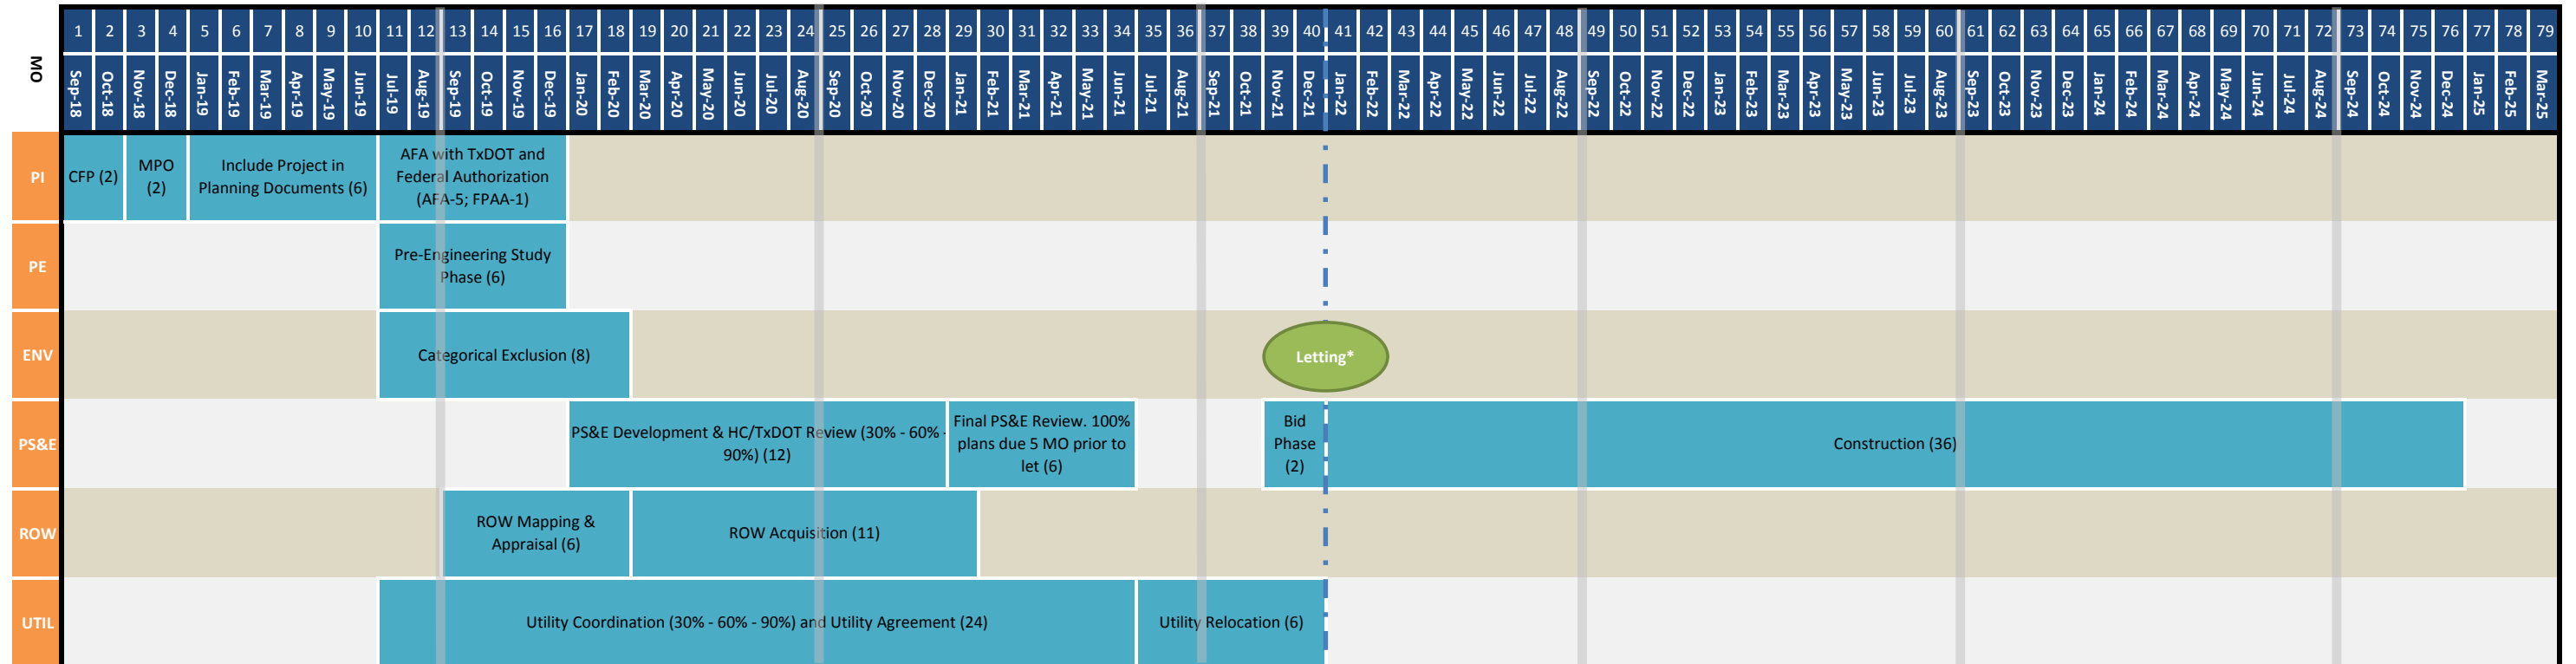 MO
1 2 3 4 5 6 7 8 9 10 11 12 13 14 15 16 17 18 19 20 21 22 23 24 25 26 27 28 29 30 31 32 33 34 35 36 37 38 39 40 41 42 43 44 45 46 47 48 49 50 51 52 53 54 55 56 57 58 59 60 61 62 63 64 65 66 67 68 69 70 71 72 73 74 75 76 77 78 79
Sep-18 Oct-18 Nov-18 Dec-18 Jan-19 Feb-19 Mar-19 Apr-19 May-19 Jun-19 Jul-19 Aug-19 Sep-19 Oct-19 Nov-19 Dec-19 Jan-20 Feb-20 Mar-20 Apr-20 May-20 Jun-20 Jul-20 Aug-20 Sep-20 Oct-20 Nov-20 Dec-20 Jan-21 Feb-21 Mar-21 Apr-21 May-21 Jun-21 Jul-21 Aug-21 Sep-21 Oct-21 Nov-21 Dec-21 Jan-22 Feb-22 Mar-22 Apr-22 May-22 Jun-22 Jul-22 Aug-22 Sep-22 Oct-22 Nov-22 Dec-22 Jan-23 Feb-23 Mar-23 Apr-23 May-23 Jun-23 Jul-23 Aug-23 Sep-23 Oct-23 Nov-23 Dec-23 Jan-24 Feb-24 Mar-24 Apr-24 May-24 Jun-24 Jul-24 Aug-24 Sep-24 Oct-24 Nov-24 Dec-24 Jan-25 Feb-25 Mar-25
PI
CFP (2)
MPO
(2)
Include Project in
Planning Documents (6)
AFA with TxDOT and
Federal Authorization
(AFA-5; FPAA-1)
PE
Pre-Engineering Study
Phase (6)
ENV
Categorical Exclusion (8)
Letting*
PS&E
PS&E Development & HC/TxDOT Review (30% - 60% -
90%) (12)
Final PS&E Review. 100%
plans due 5 MO prior to
let (6)
Bid
Phase
(2)
Construction (36)
ROW
ROW Mapping &
Appraisal (6)
ROW Acquisition (11)
UTIL
Utility Coordination (30% - 60% - 90%) and Utility Agreement (24)
Utility Relocation (6)